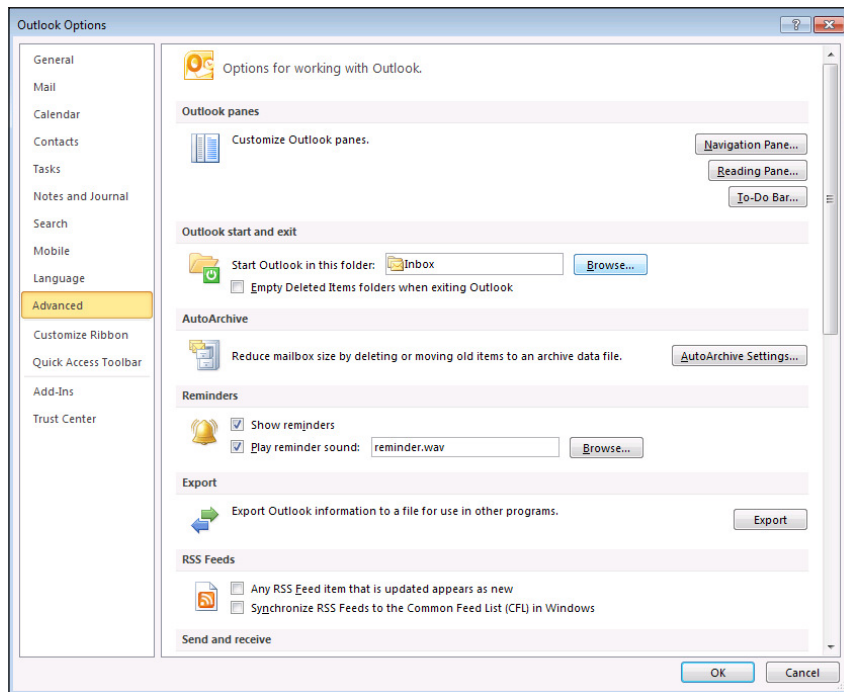 Outlook Options
General
Mail
Calendar
Contacts
Tasks
Notes and Journal
Search
Mobile
Language
Advanced
Customize Ribbon
Quick Access Toolbar
Add-Ins
Trust Center
Options for working with Outlook.
Outlook panes
Customize Outlook panes.
Navigation Pane...
Reading Pane...
To-Do Bar...
Outlook start and exit
Start Outlook in this folder: Inbox Browse...
Empty Deleted Items folders when exiting Outlook
AutoArchive
Reduce mailbox size by deleting or moving old items to an archive data file. AutoArchive Settings...
Reminders
Show reminders
Play reminder sound: reminder.wav Browse...
Export
Export Outlook information to a file for use in other programs. Export
RSS Feeds
Any RSS Feed item that is updated appears as new
Synchronize RSS Feeds to the Common Feed List (CFL) in Windows
Send and receive
OK Cancel